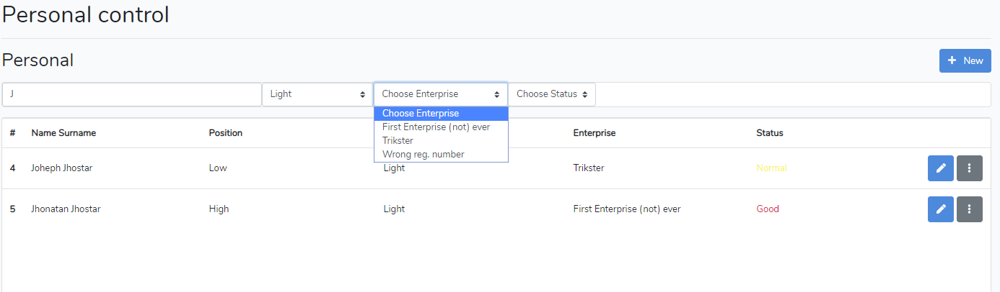 Personal control
Personal
+ New
J Light Choose Enterprise Choose Status
Choose Enterprise
First Enterprise (not) ever
Trikster
Wrong reg. number
# Name Surname Position Enterprise Status
4 Joheph Jhostar Low Light Trikster Normal
5 Jhonatan Jhostar High Light First Enterprise (not) ever Good